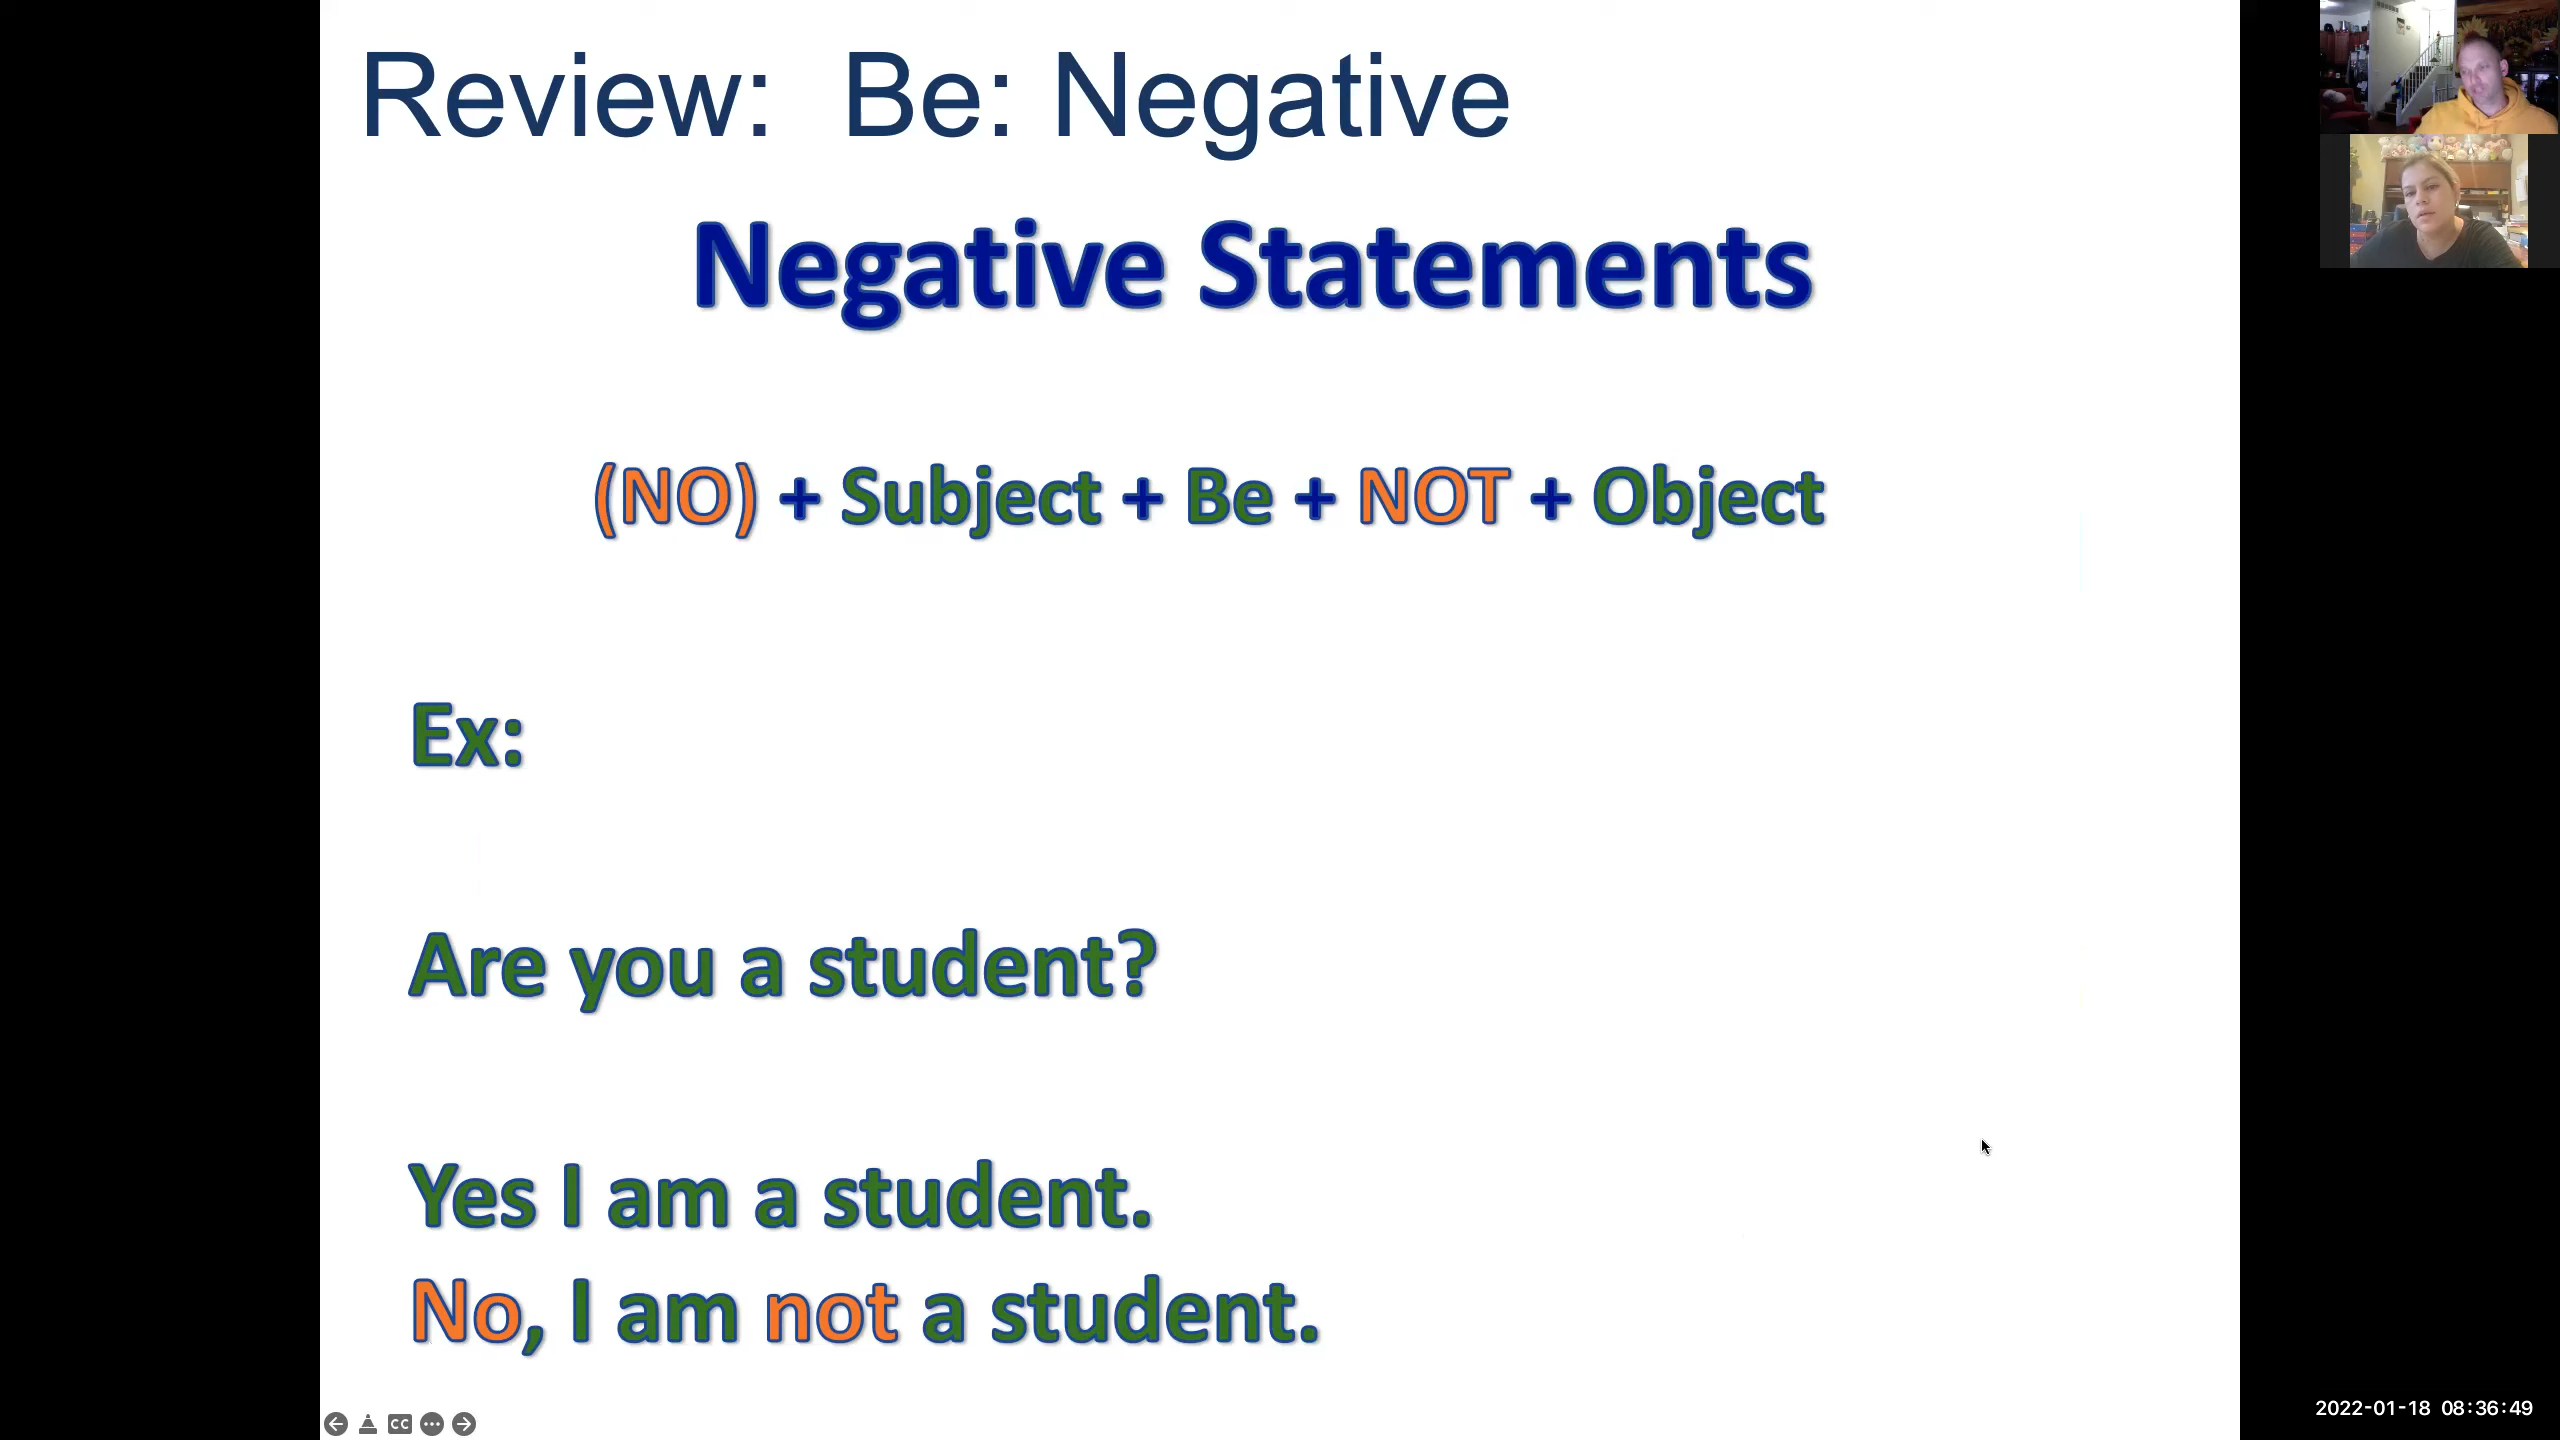 Review:  Be: Negative
Negative Statements
(NO) + Subject + Be + NOT + Object
Ex:
Are you a student?
Yes I am a student.
No, I am not a student.
CC
2022-01-18 08:36:49